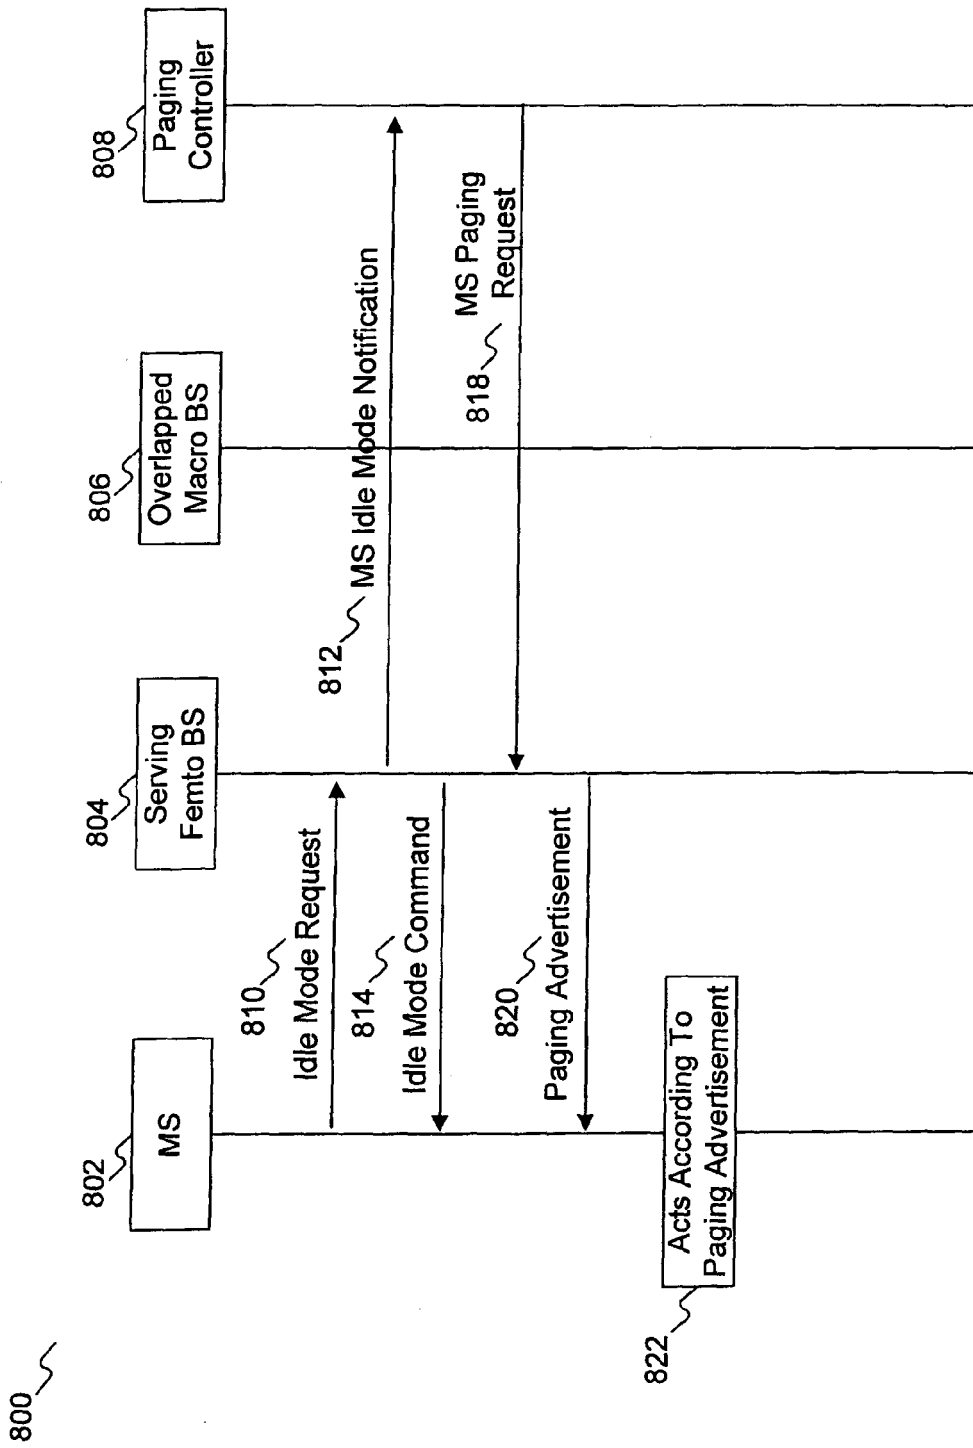 800
802
MS
804
Serving
Femto BS
806
Overlapped
Macro BS
808
Paging
Controller
810
Idle Mode Request
812
MS Idle Mode Notification
814
Idle Mode Command
818
MS Paging
Request
820
Paging Advertisement
822
Acts According To
Paging Advertisement